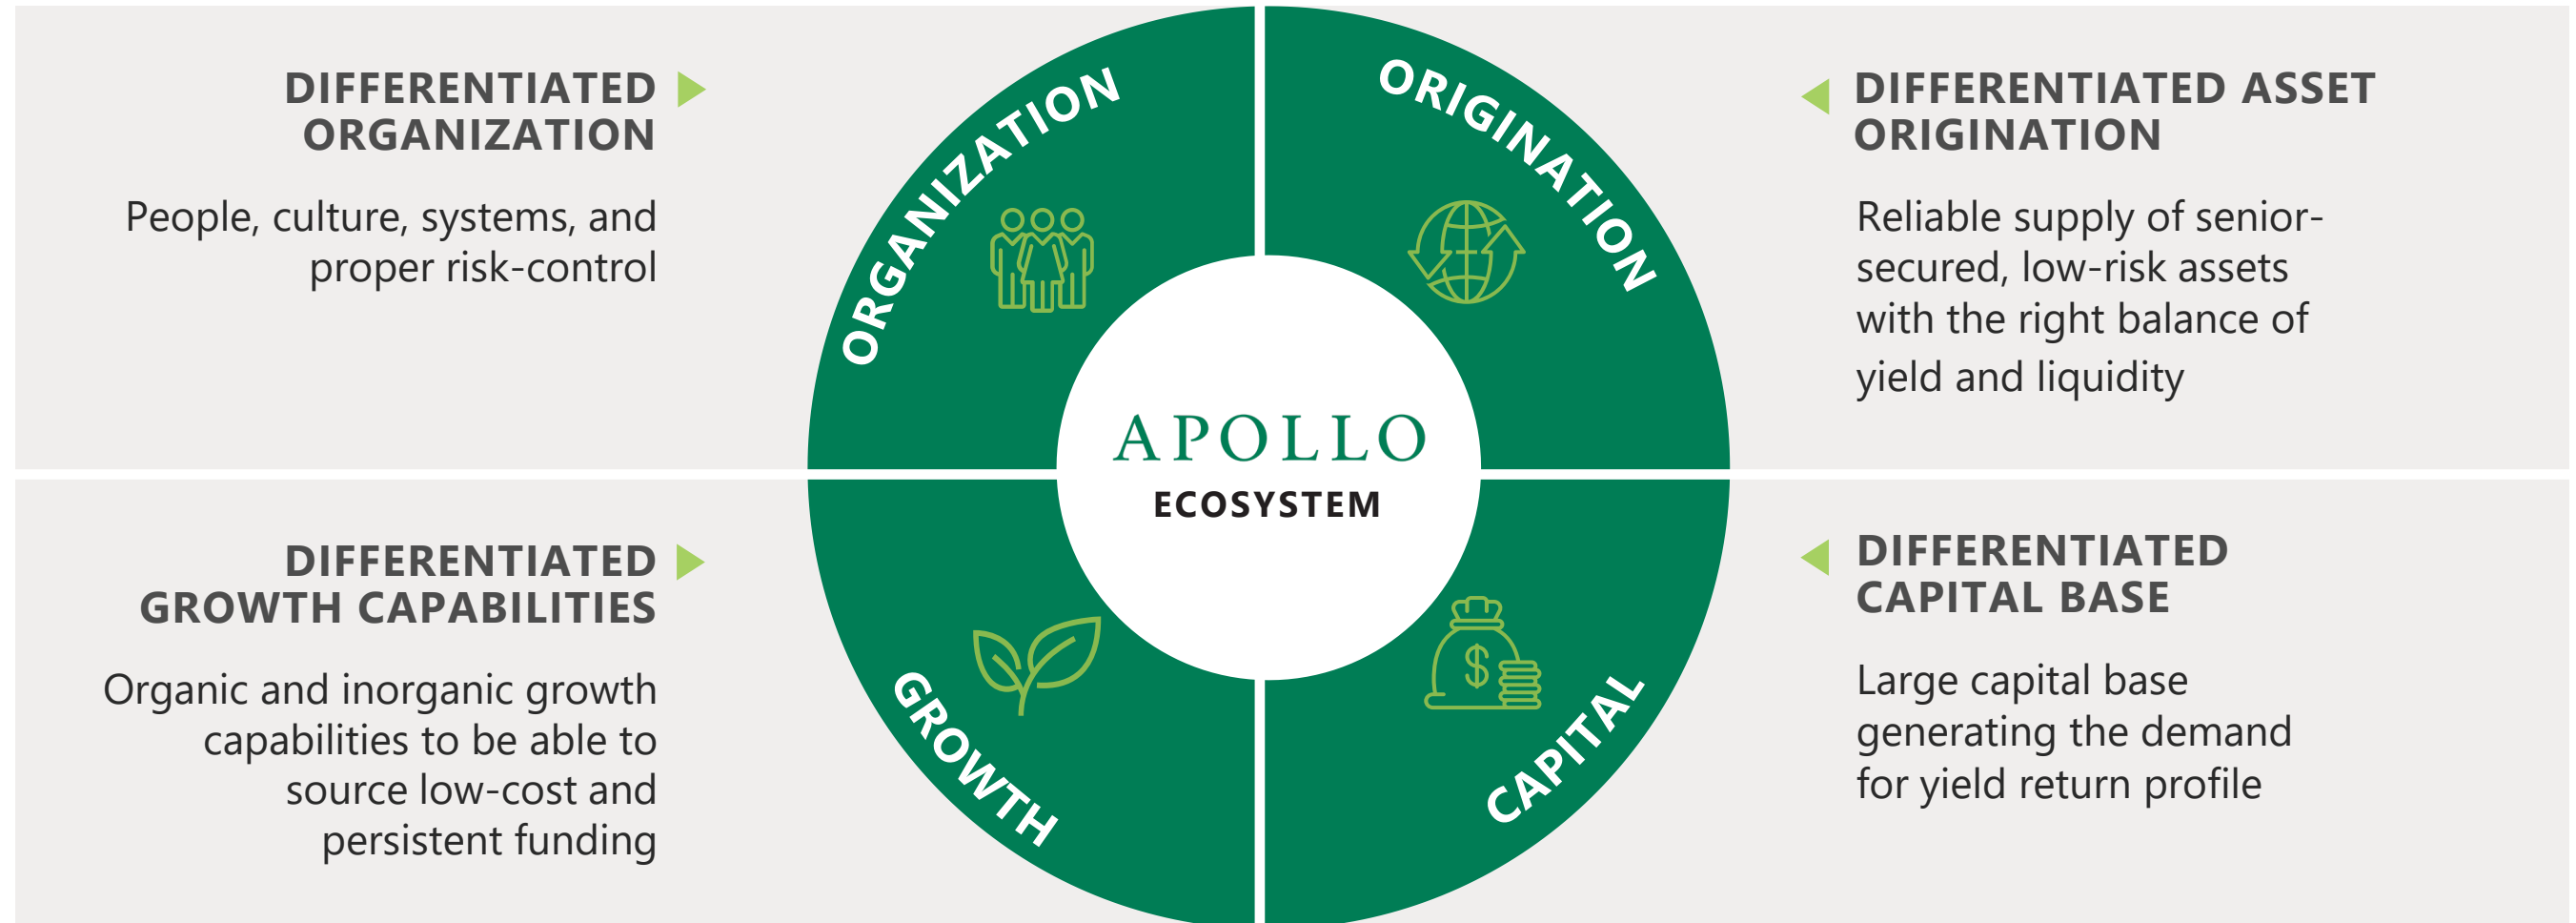 DIFFERENTIATED
ORGANIZATION
People, culture, systems, and
proper risk-control
ORGANIZATION
ORIGINATION
DIFFERENTIATED ASSET
ORIGINATION
Reliable supply of senior-
secured, low-risk assets
with the right balance of
yield and liquidity
APOLLO
ECOSYSTEM
DIFFERENTIATED
GROWTH CAPABILITIES
Organic and inorganic growth
capabilities to be able to
source low-cost and
persistent funding
GROWTH
$
CAPITAL
DIFFERENTIATED
CAPITAL BASE
Large capital base
generating the demand
for yield return profile